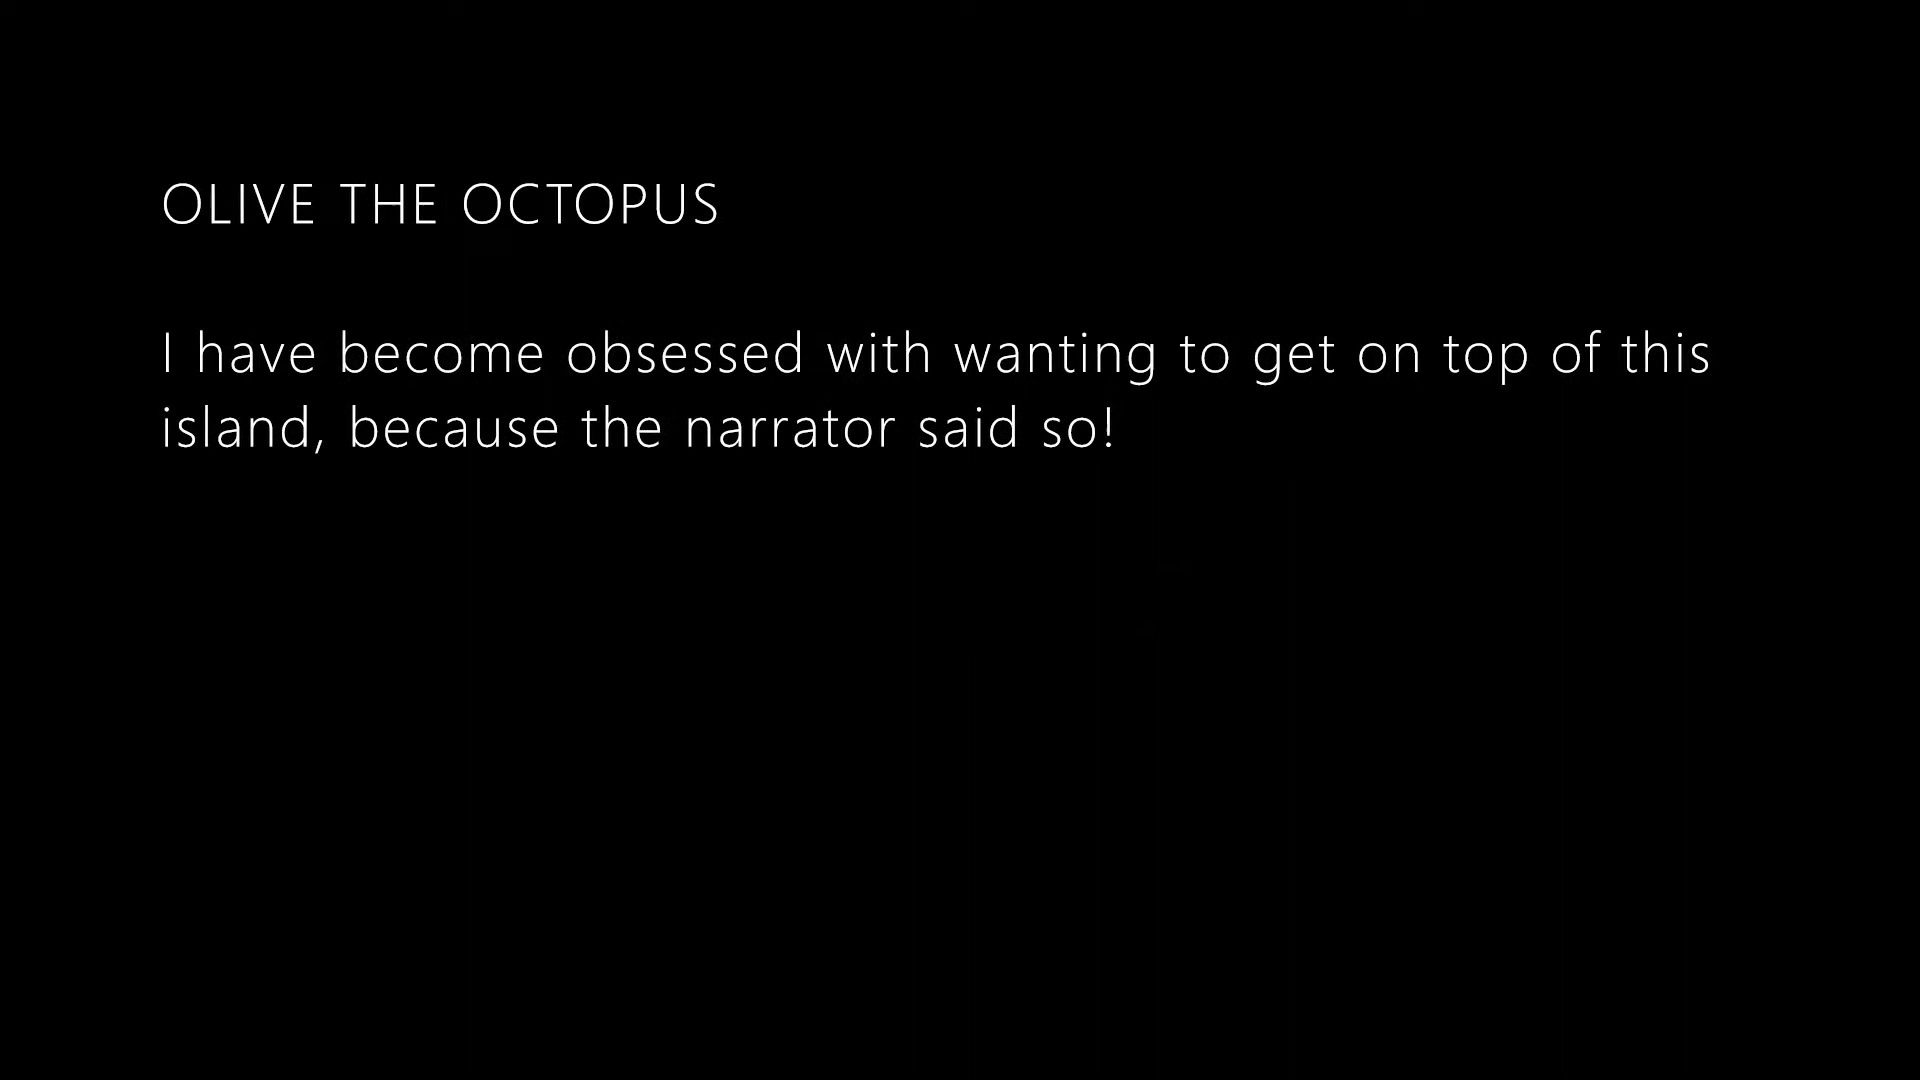 OLIVE THE OCTOPUS
I have become obsessed with wanting to get on top of this
island, because the narrator said so!